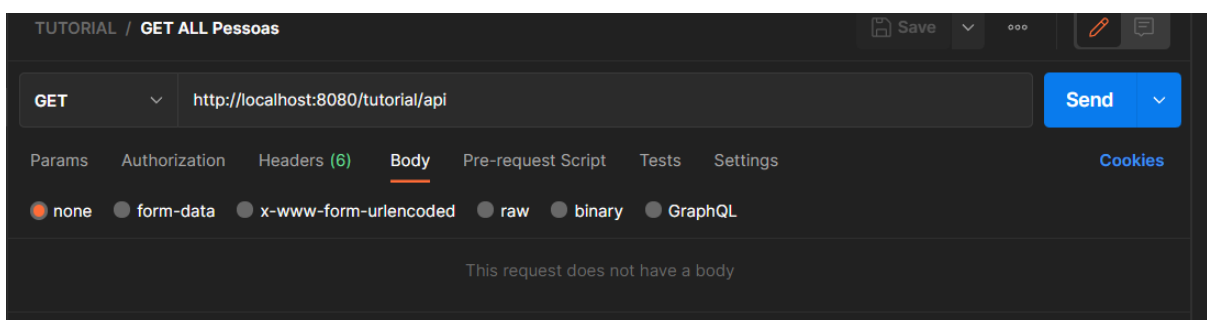 TUTORIAL / GET ALL Pessoas Save ooo
GET http://localhost:8080/tutorial/api Send
Params Authorization Headers (6) Body Pre-request Script Tests Settings Cookies
none form-data x-www-form-urlencoded raw binary GraphQL
This request does not have a body